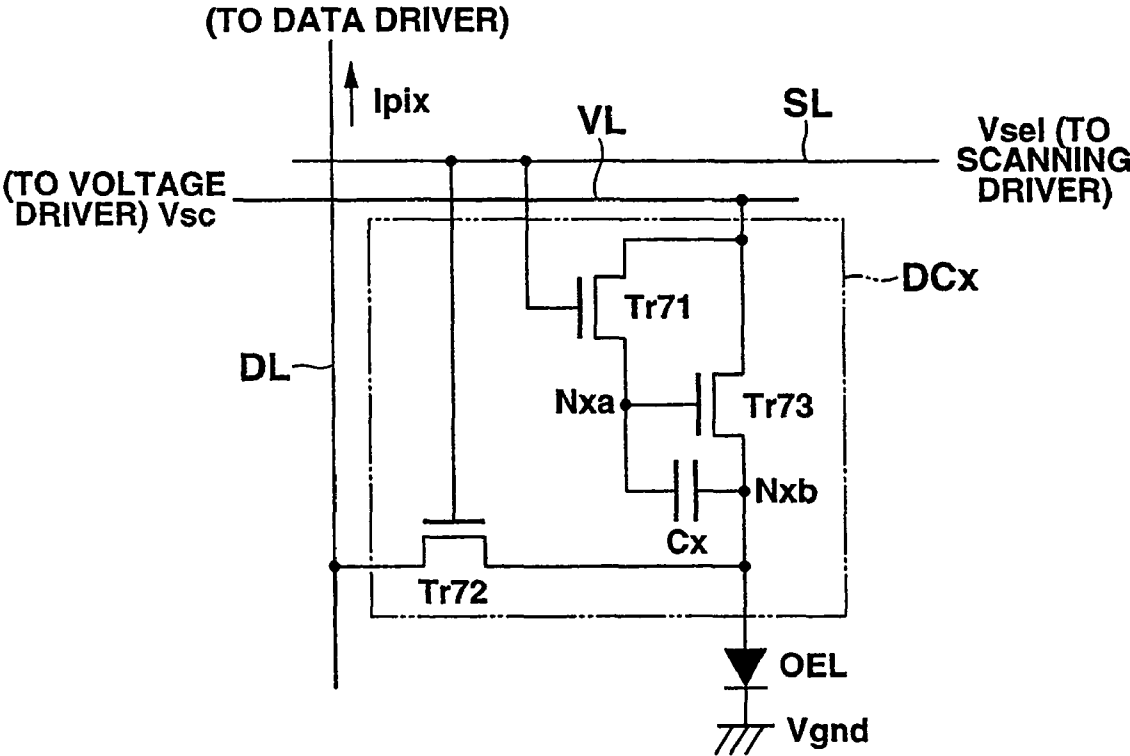 (TO DATA DRIVER)
Ipix
VL
SL
Vsel (TO
SCANNING
DRIVER)
(TO VOLTAGE
DRIVER) Vsc
DCx
Tr71
DL
Nxa
Tr73
Nxb
Cx
Tr72
OEL
Vgnd